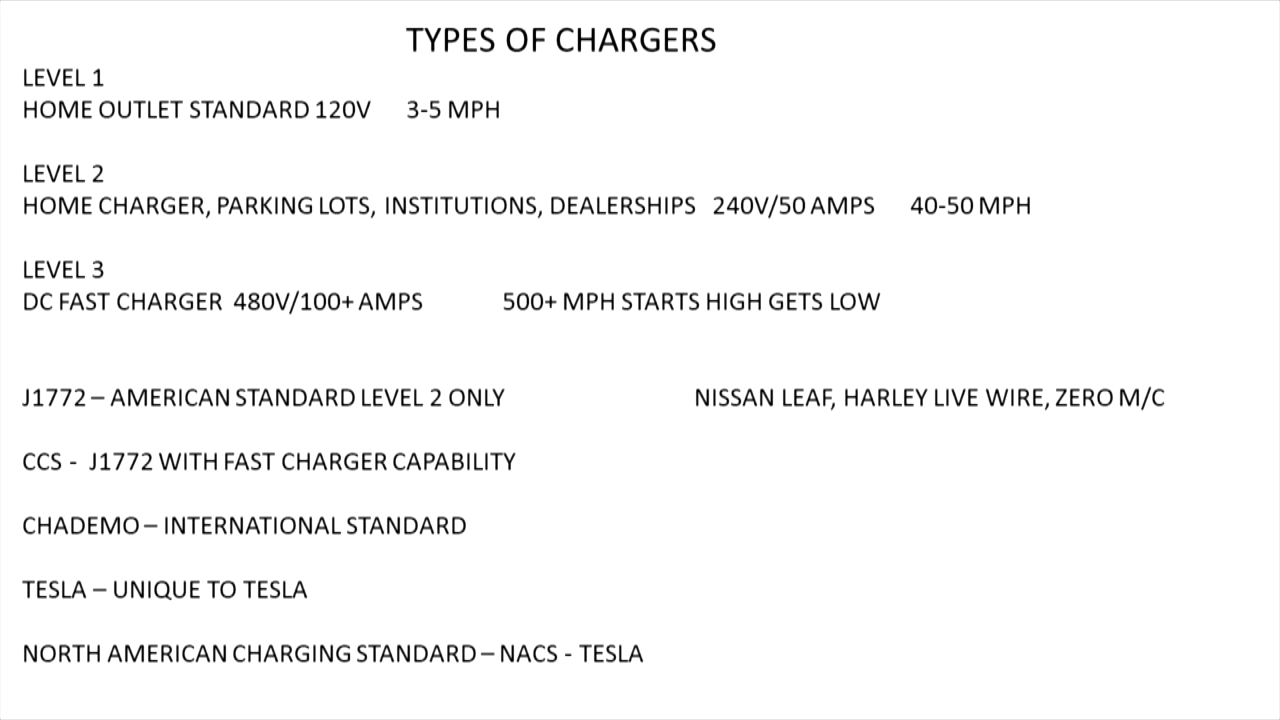 TYPES OF CHARGERS
LEVEL 1
HOME OUTLET STANDARD 120V 3-5 MPH
LEVEL 2
HOME CHARGER, PARKING LOTS, INSTITUTIONS, DEALERSHIPS 240V/50 AMPS 40-50 MPH
LEVEL 3
DC FAST CHARGER 480V/100+ AMPS 500+ MPH STARTS HIGH GETS LOW
J1772 – AMERICAN STANDARD LEVEL 2 ONLY NISSAN LEAF, HARLEY LIVE WIRE, ZERO M/C
CCS - J1772 WITH FAST CHARGER CAPABILITY
CHADEMO – INTERNATIONAL STANDARD
TESLA – UNIQUE TO TESLA
NORTH AMERICAN CHARGING STANDARD – NACS - TESLA